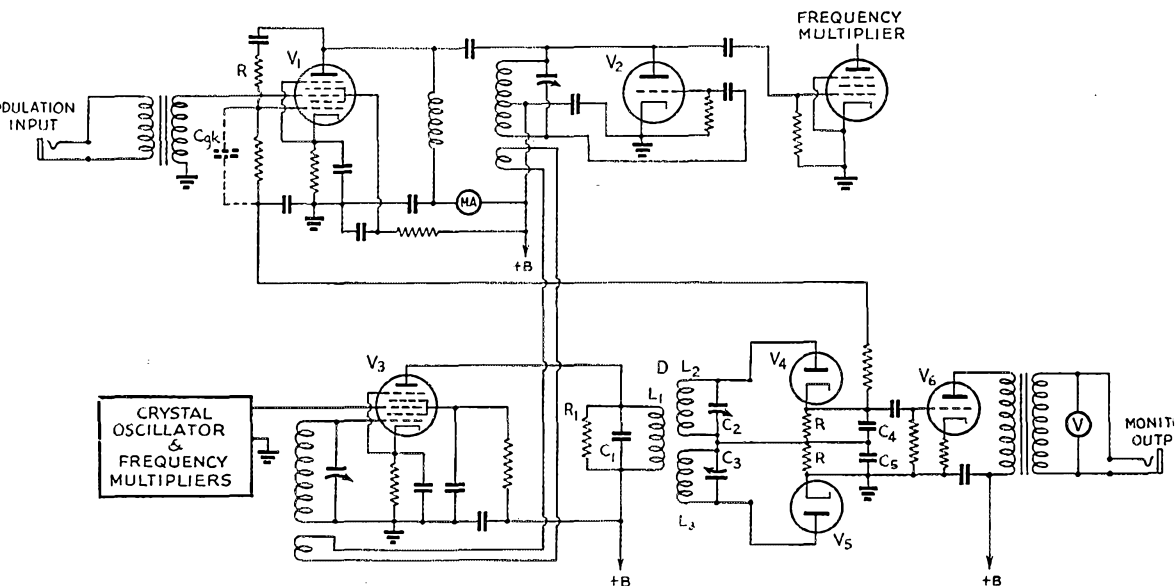 FREQUENCY
MULTIPLIER
V1
V2
R
ODULATION
INPUT
Cgk
MA
+B
V3
V4
D L2
V6
L1
R1
C2
R
C4
C1
V
MONIT
OUTP
CRYSTAL
OSCILLATOR
&
FREQUENCY
MULTIPLIERS
C3
R
C5
L3
V5
+B
+B